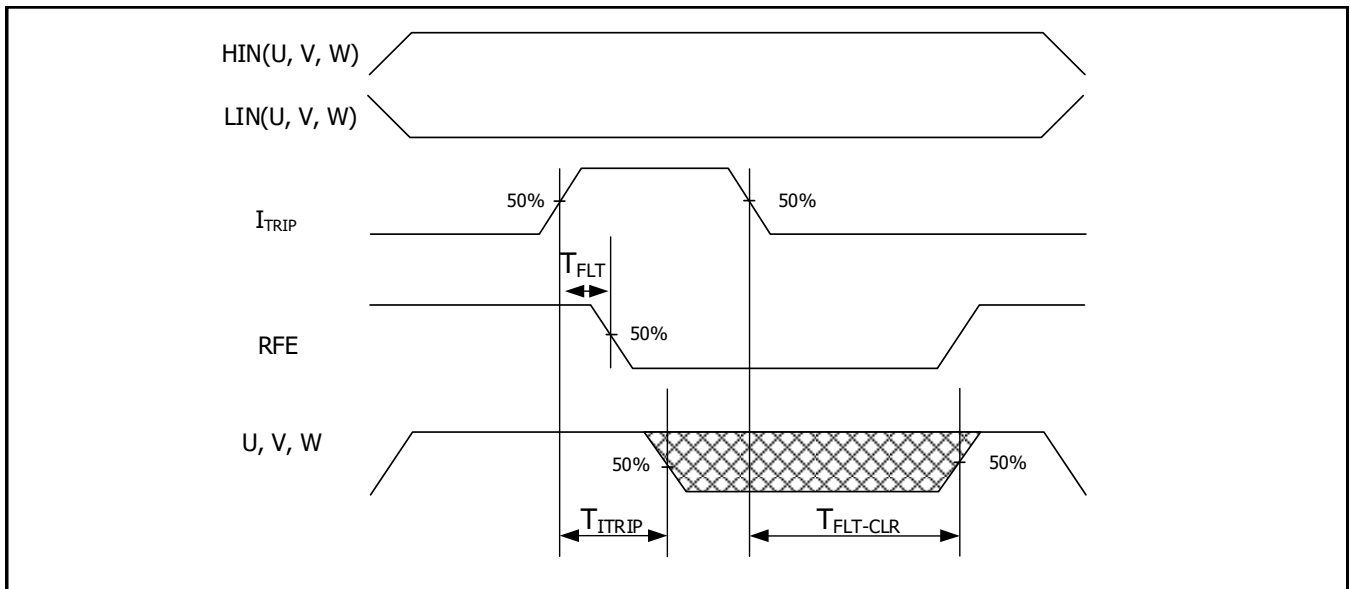 HIN(U, V, W)
LIN(U, V, W)
50%
50%
ITRIP
TFLT
50%
RFE
U, V, W
50%
50%
TITRIP
TFLT-CLR